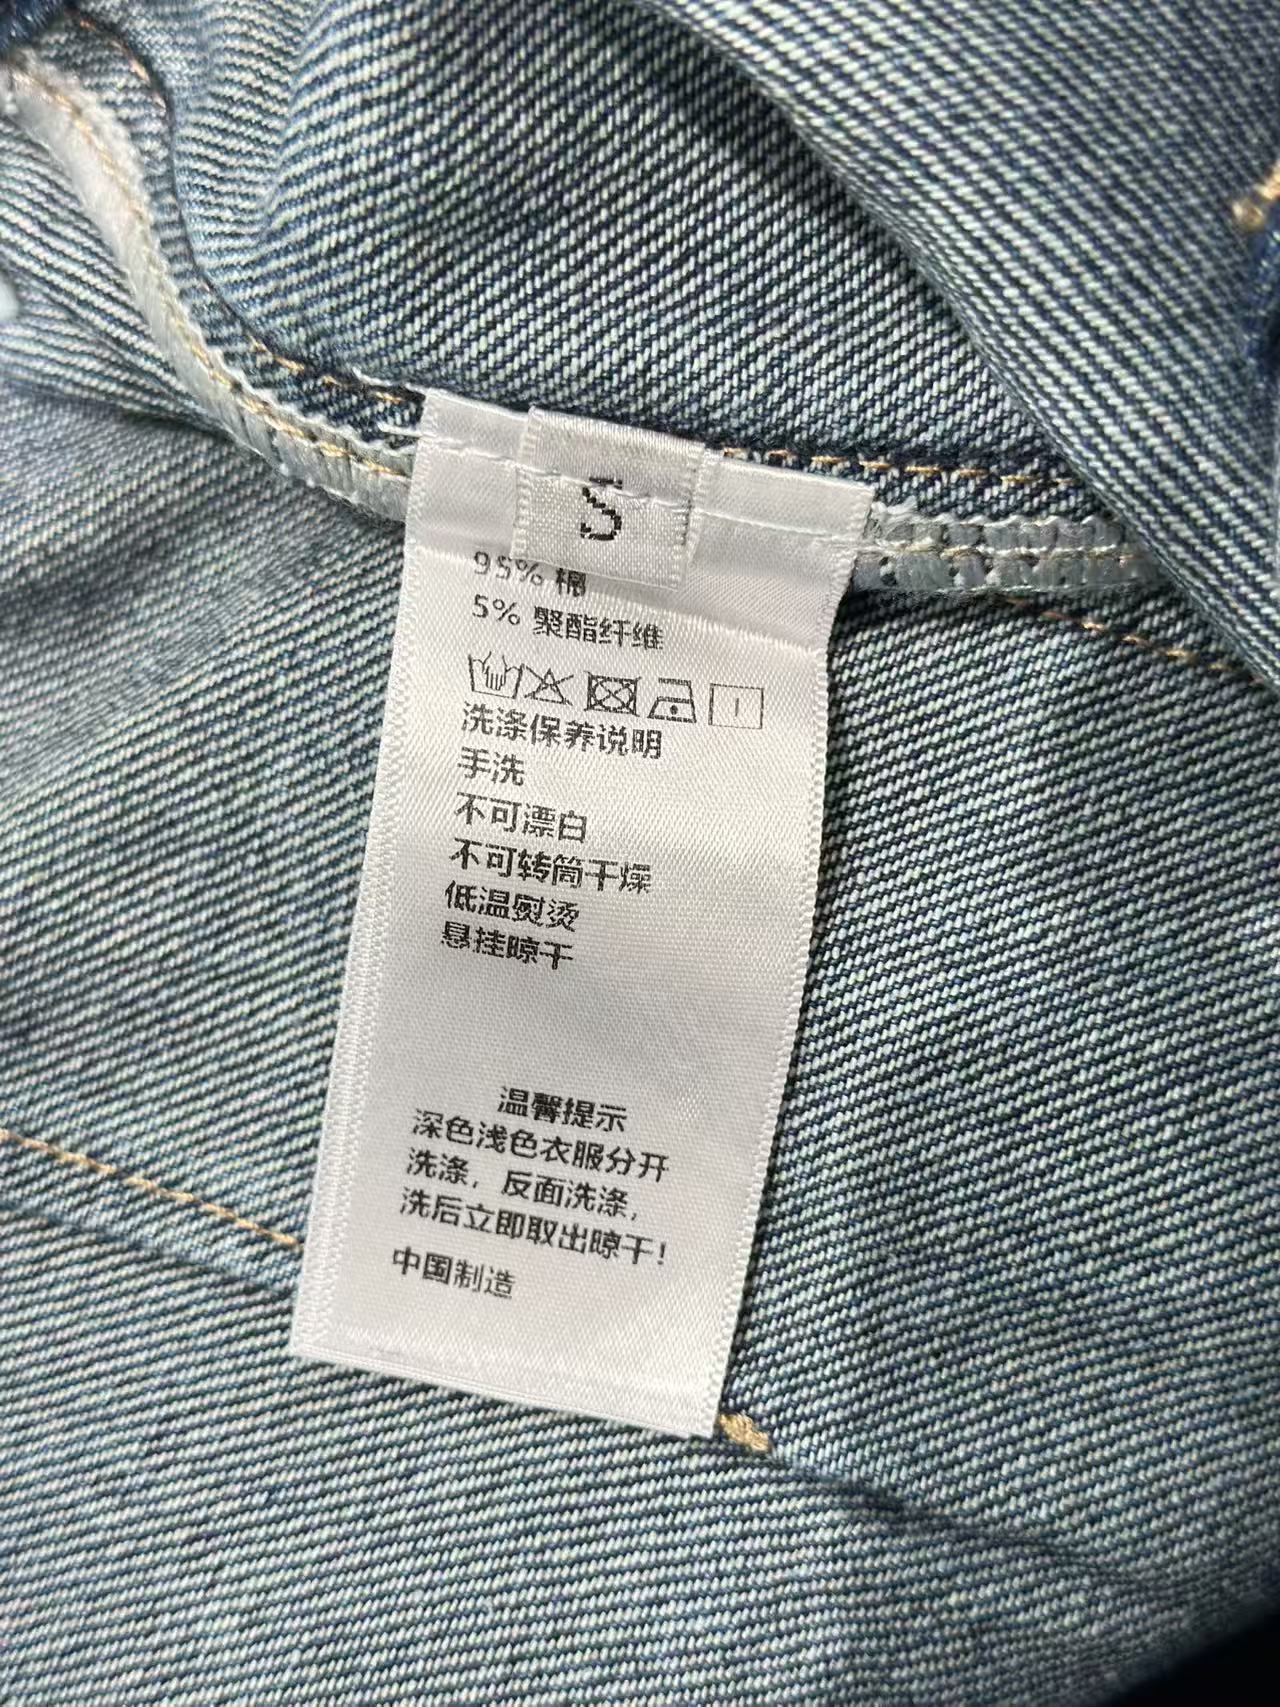 S
95% 棉
5% 聚酯纤维
洗涤保养说明
手洗
不可漂白
不可转筒干燥
低温熨烫
悬挂晾干
温馨提示
深色浅色衣服分开
洗涤，反面洗涤，
洗后立即取出晾干！
中国制造